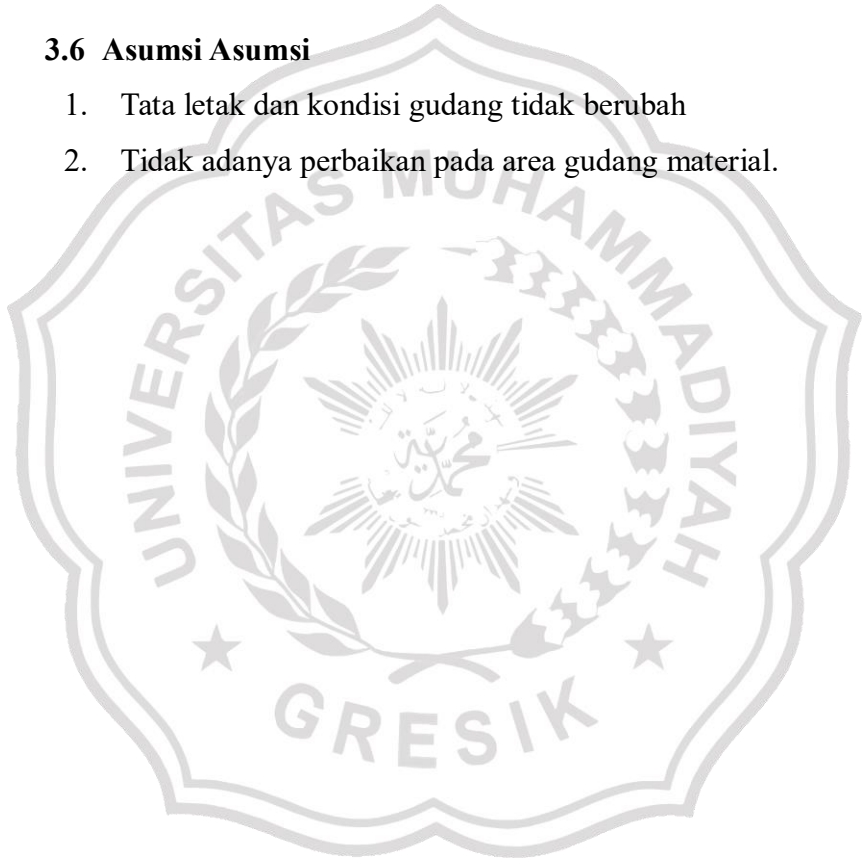 3.6 Asumsi Asumsi
1. Tata letak dan kondisi gudang tidak berubah
2. Tidak adanya perbaikan pada area gudang material.
UNIVERSITAS MUHAMMADIYAH
محمد
GRESIK